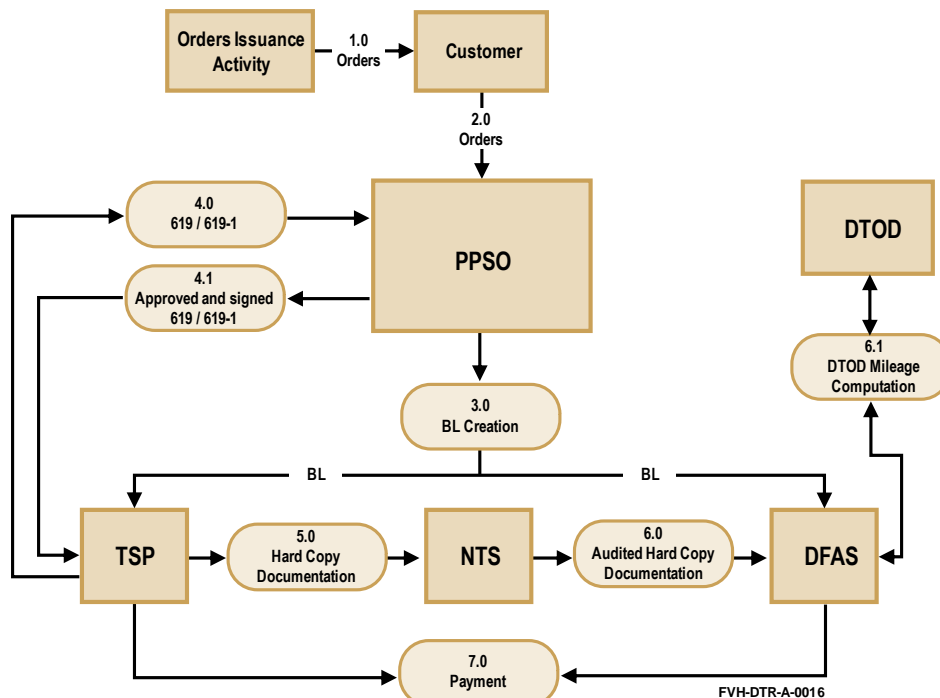 Orders Issuance
Activity
1.0
Orders
Customer
2.0
Orders
4.0
619 / 619-1
PPSO
DTOD
4.1
Approved and signed
619 / 619-1
6.1
DTOD Mileage
Computation
3.0
BL Creation
BL
BL
TSP
5.0
Hard Copy
Documentation
NTS
6.0
Audited Hard Copy
Documentation
DFAS
7.0
Payment
FVH-DTR-A-0016